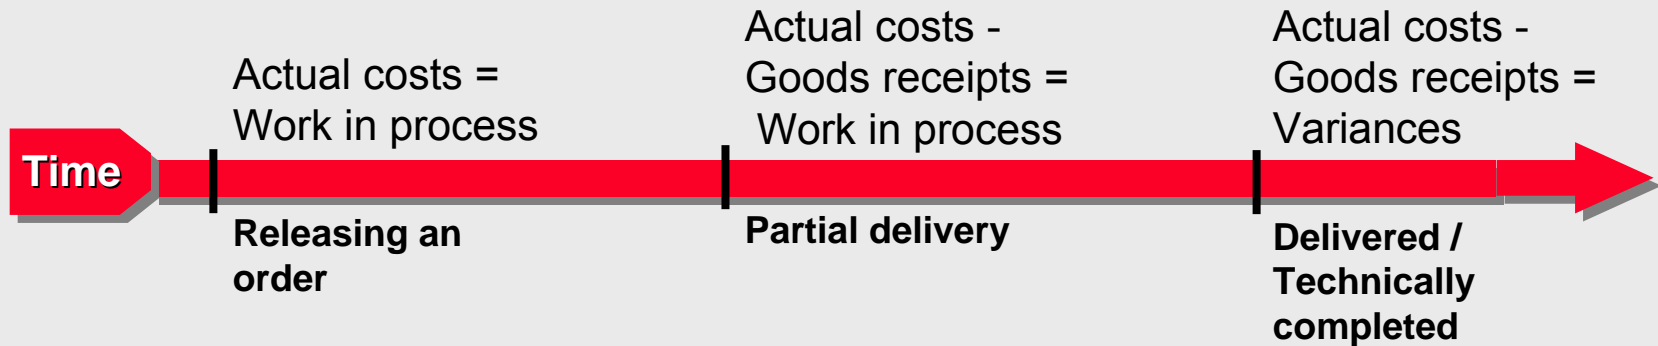 Actual costs =
Work in process
Actual costs -
Goods receipts =
Work in process
Actual costs -
Goods receipts =
Variances
Time
Releasing an
order
Partial delivery
Delivered /
Technically
completed